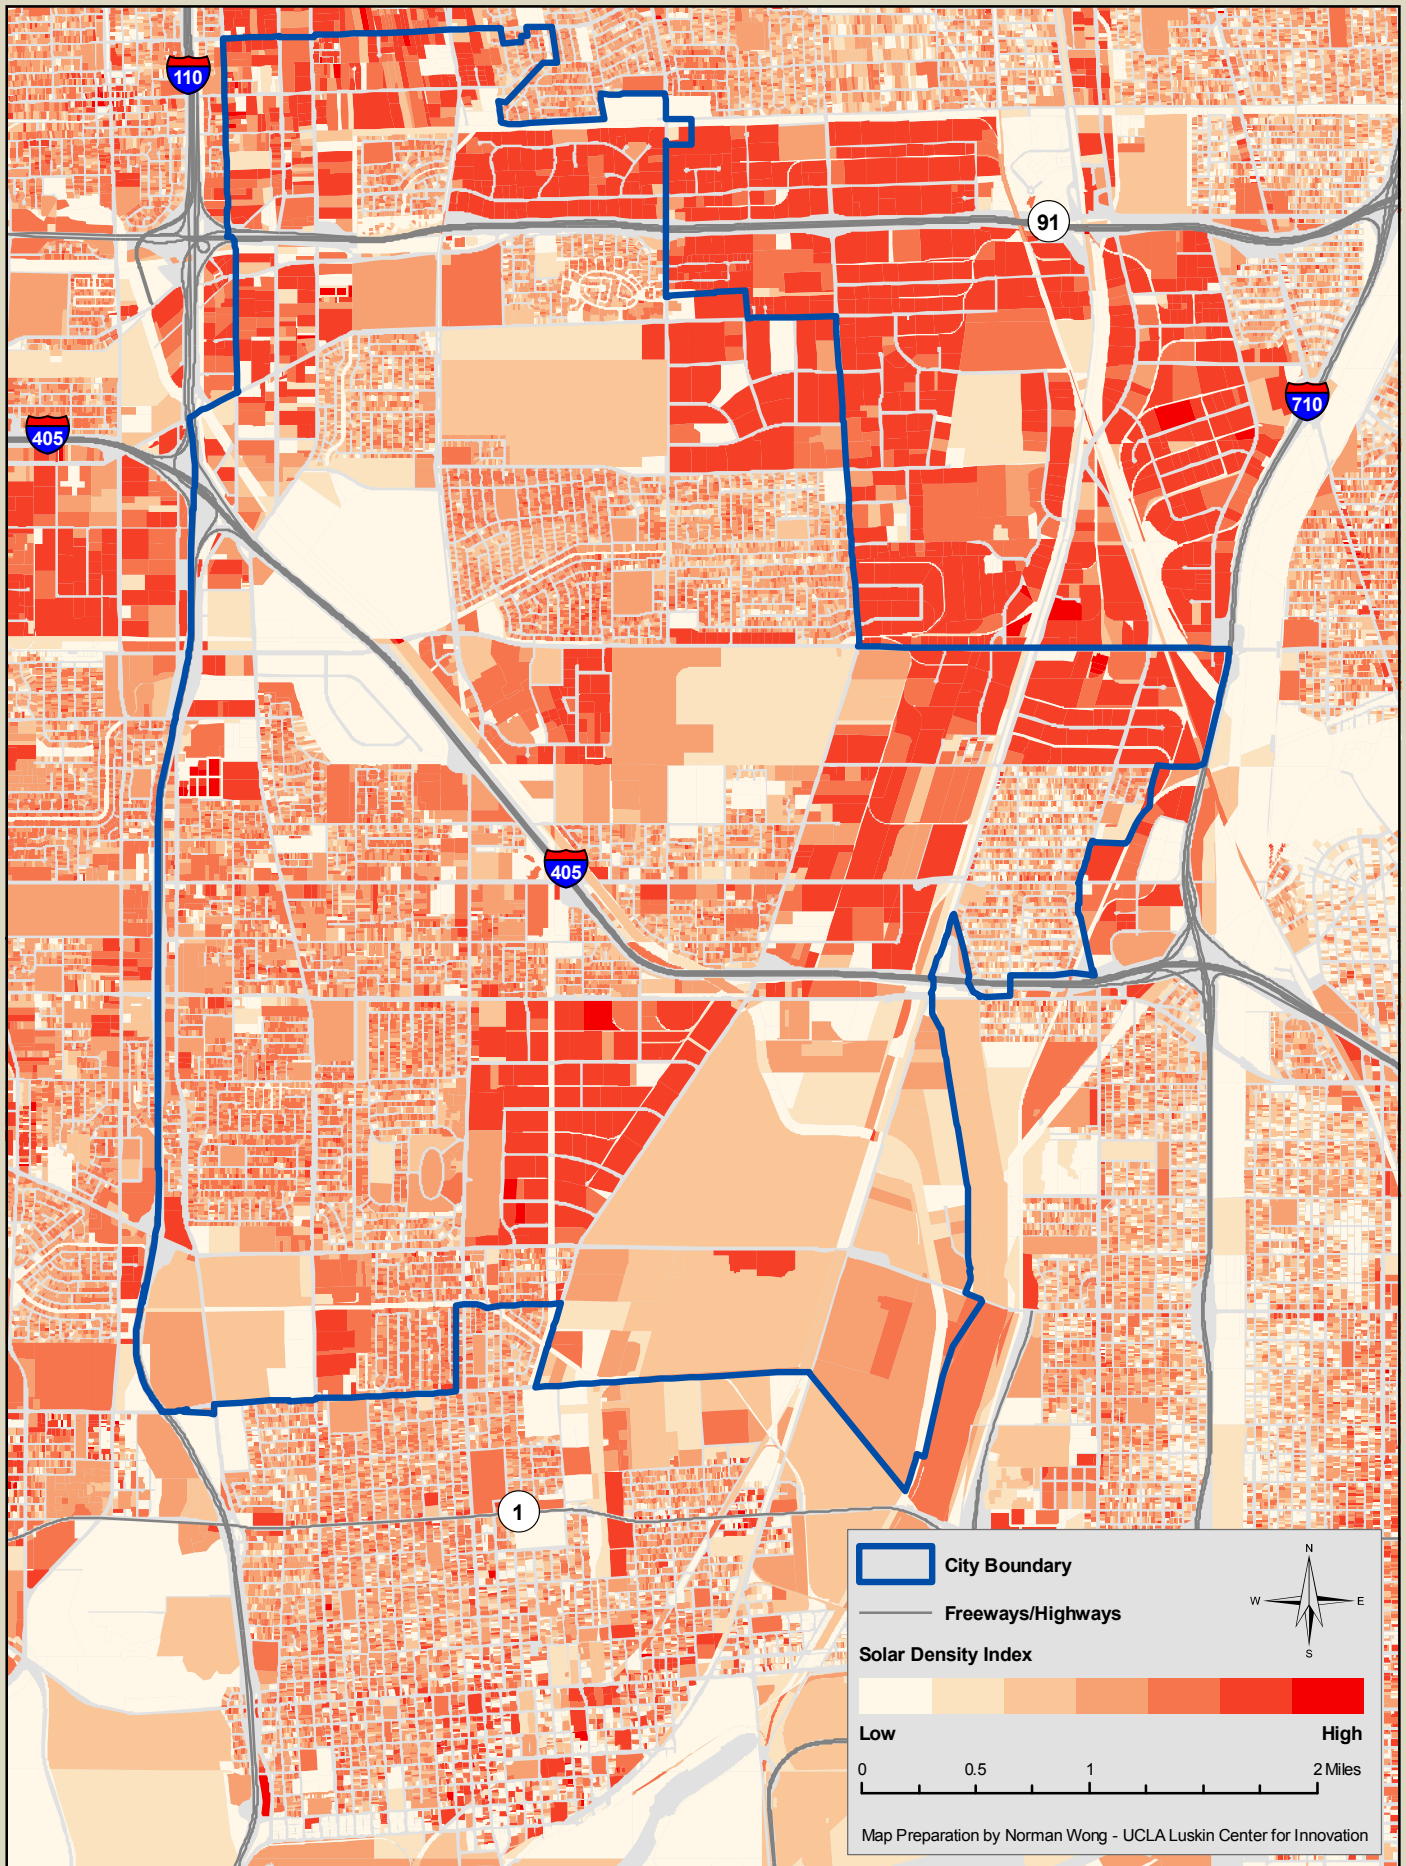 110
91
405
710
405
1
City Boundary
Freeways/Highways
N
W E
S
Solar Density Index
Low High
0 0.5 1 2 Miles
Map Preparation by Norman Wong - UCLA Luskin Center for Innovation